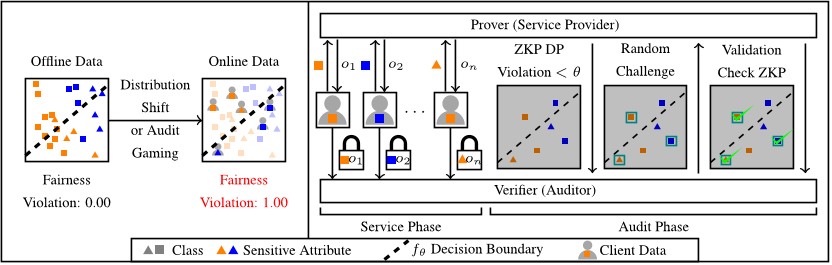 Prover (Service Provider)
Offline Data
Online Data
Distribution
Shift
or Audit
Gaming
Fairness
Violation: 0.00
Fairness
Violation: 1.00
o1
o2
on
ZKP DP
Violation < θ
Random
Challenge
Validation
Check ZKP
...
o1
o2
on
Verifier (Auditor)
Service Phase
Audit Phase
Class
Sensitive Attribute
fθ Decision Boundary
Client Data